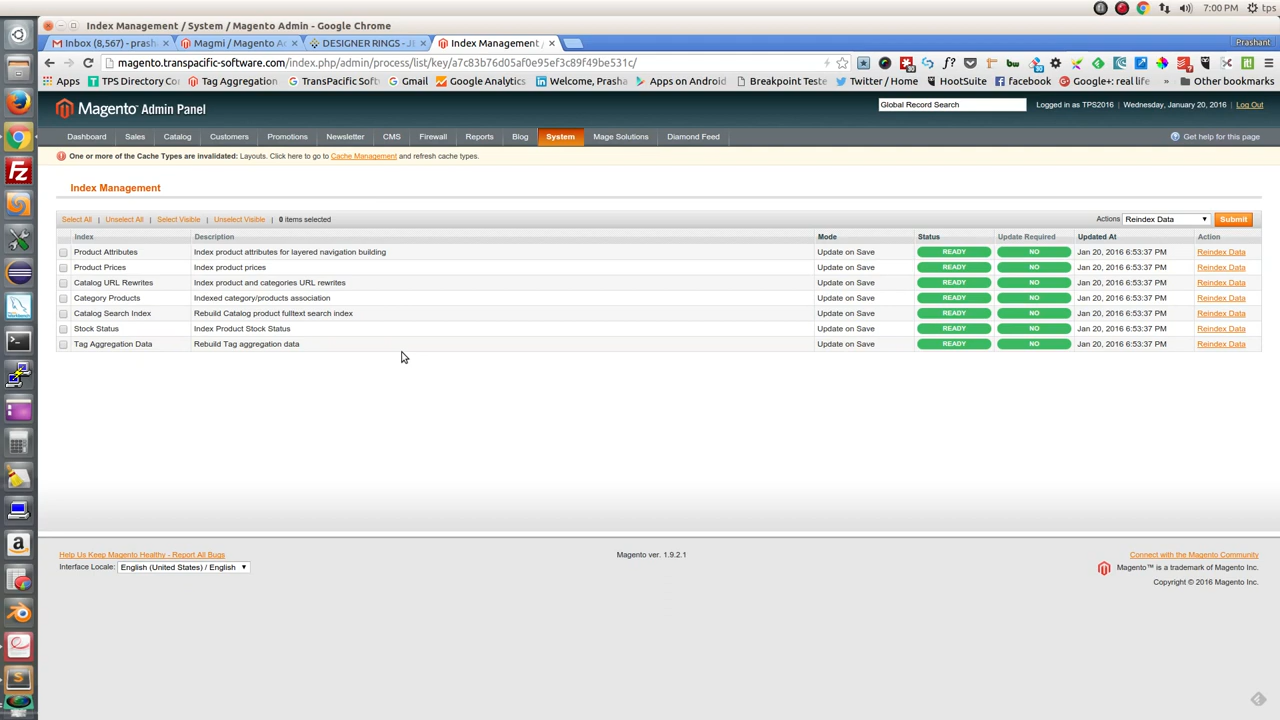 7:00 PM tps
Index Management / System / Magento Admin - Google Chrome
Inbox (8,567) - prash Magmi / Magento Ac DESIGNER RINGS - JE Index Management Prashant
magento.transpacific-software.com/index.php/admin/process/list/key/a7c83b76d05af0e95ef3c89f49be531c/
Apps TPS Directory Co Tag Aggregation TransPacific Soft Gmail Google Analytics Welcome, Prasha Apps on Android Breakpoint Teste Twitter / Home HootSuite facebook Google+: real life Other bookmarks
Magento Admin Panel Global Record Search Logged in as TPS2016 | Wednesday, January 20, 2016 | Log Out
Dashboard Sales Catalog Customers Promotions Newsletter CMS Firewall Reports Blog System Mage Solutions Diamond Feed Get help for this page
One or more of the Cache Types are invalidated: Layouts. Click here to go to Cache Management and refresh cache types.
Index Management
Select All | Unselect All | Select Visible | Unselect Visible | 0 items selected Actions Reindex Data Submit
Index Description Mode Status Update Required Updated At Action
Product Attributes Index product attributes for layered navigation building Update on Save READY NO Jan 20, 2016 6:53:37 PM Reindex Data
Product Prices Index product prices Update on Save READY NO Jan 20, 2016 6:53:37 PM Reindex Data
Catalog URL Rewrites Index product and categories URL rewrites Update on Save READY NO Jan 20, 2016 6:53:37 PM Reindex Data
Category Products Indexed category/products association Update on Save READY NO Jan 20, 2016 6:53:37 PM Reindex Data
Catalog Search Index Rebuild Catalog product fulltext search index Update on Save READY NO Jan 20, 2016 6:53:37 PM Reindex Data
Stock Status Index Product Stock Status Update on Save READY NO Jan 20, 2016 6:53:37 PM Reindex Data
Tag Aggregation Data Rebuild Tag aggregation data Update on Save READY NO Jan 20, 2016 6:53:37 PM Reindex Data
Help Us Keep Magento Healthy - Report All Bugs Magento ver. 1.9.2.1 Connect with the Magento Community
Interface Locale: English (United States) / English Magento™ is a trademark of Magento Inc.
Copyright © 2016 Magento Inc.